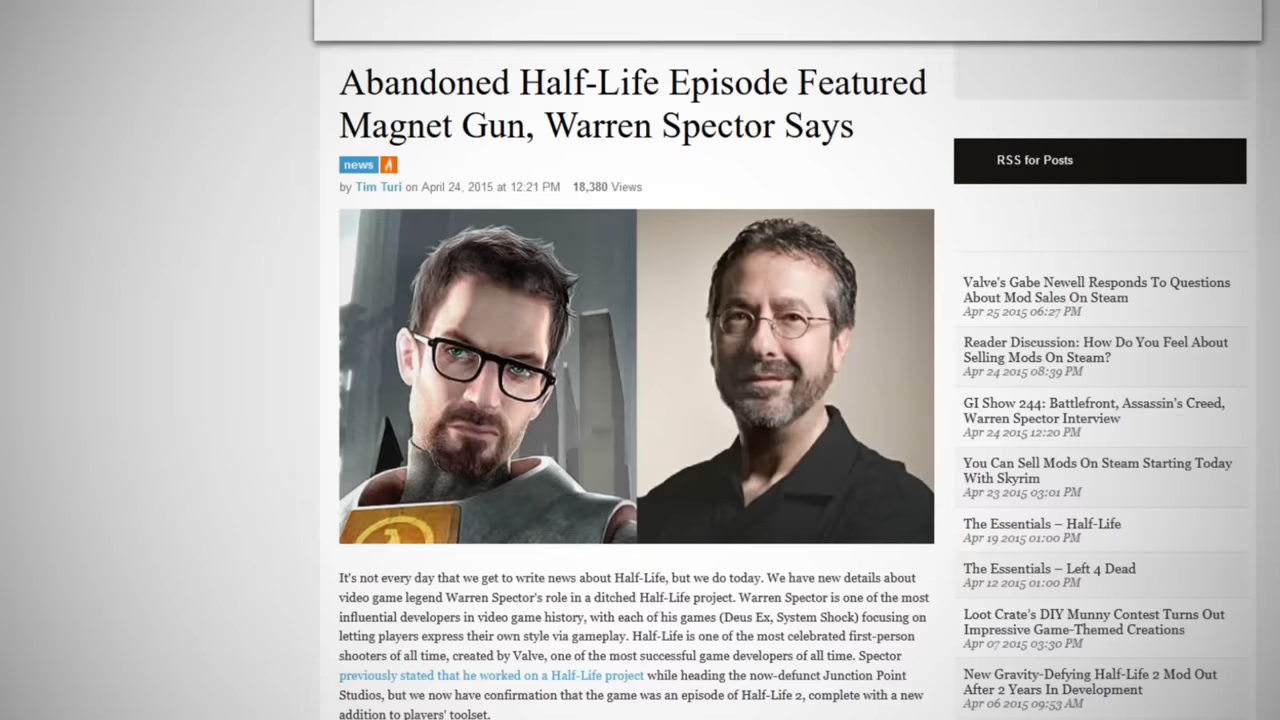 Abandoned Half-Life Episode Featured
Magnet Gun, Warren Spector Says
news
by Tim Turi on April 24, 2015 at 12:21 PM 18,380 Views
It's not every day that we get to write news about Half-Life, but we do today. We have new details about
video game legend Warren Spector's role in a ditched Half-Life project. Warren Spector is one of the most
influential developers in video game history, with each of his games (Deus Ex, System Shock) focusing on
letting players express their own style via gameplay. Half-Life is one of the most celebrated first-person
shooters of all time, created by Valve, one of the most successful game developers of all time. Spector
previously stated that he worked on a Half-Life project while heading the now-defunct Junction Point
Studios, but we now have confirmation that the game was an episode of Half-Life 2, complete with a new
addition to players' toolset.
RSS for Posts
Valve's Gabe Newell Responds To Questions
About Mod Sales On Steam
Apr 25 2015 06:27 PM
Reader Discussion: How Do You Feel About
Selling Mods On Steam?
Apr 24 2015 08:39 PM
GI Show 244: Battlefront, Assassin's Creed,
Warren Spector Interview
Apr 24 2015 12:20 PM
You Can Sell Mods On Steam Starting Today
With Skyrim
Apr 23 2015 03:01 PM
The Essentials – Half-Life
Apr 19 2015 01:00 PM
The Essentials – Left 4 Dead
Apr 12 2015 01:00 PM
Loot Crate's DIY Munny Contest Turns Out
Impressive Game-Themed Creations
Apr 07 2015 03:30 PM
New Gravity-Defying Half-Life 2 Mod Out
After 2 Years In Development
Apr 06 2015 09:53 AM